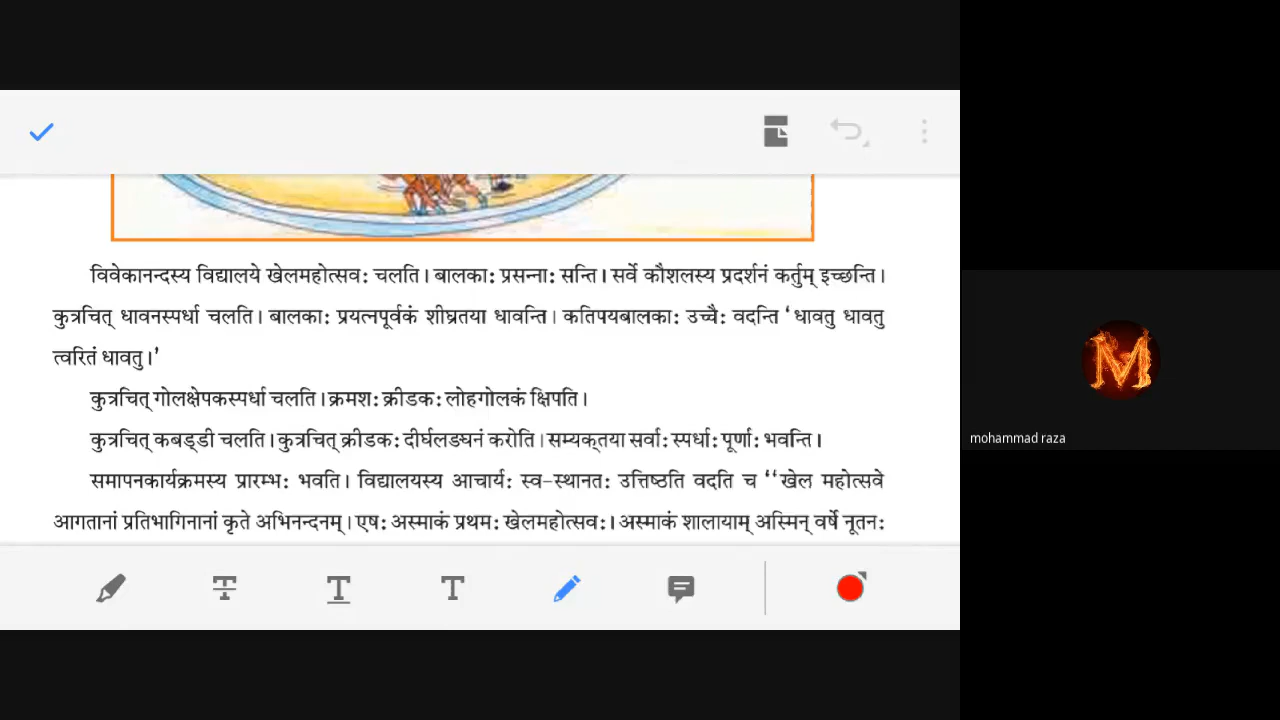 विवेकानन्दस्य विद्यालये खेलमहोत्सवः चलति। बालकाः प्रसन्नाः सन्ति। सर्वे कौशलस्य प्रदर्शनं कर्तुम् इच्छन्ति।
कुत्रचित् धावनस्पर्धा चलति। बालकाः प्रयत्नपूर्वकं शीघ्रतया धावन्ति। कतिपयबालकाः उच्चैः वदन्ति ‘धावतु धावतु
त्वरितं धावतु।’
कुत्रचित् गोलक्षेपकस्पर्धा चलति। क्रमशः क्रीडकः लोहगोलकं क्षिपति।
कुत्रचित् कबड्डी चलति। कुत्रचित् क्रीडकः दीर्घलङघनं करोति। सम्यक्तया सर्वाः स्पर्धाः पूर्णाः भवन्ति।
समापनकार्यक्रमस्य प्रारम्भः भवति। विद्यालयस्य आचार्यः स्व-स्थानतः उत्तिष्ठति वदति च ‘‘खेल महोत्सवे
आगतानां प्रतिभागिनानां कृते अभिनन्दनम्। एषः अस्माकं प्रथमः खेलमहोत्सवः। अस्माकं शालायाम् अस्मिन् वर्षे नूतनः
T T T
M
mohammad raza